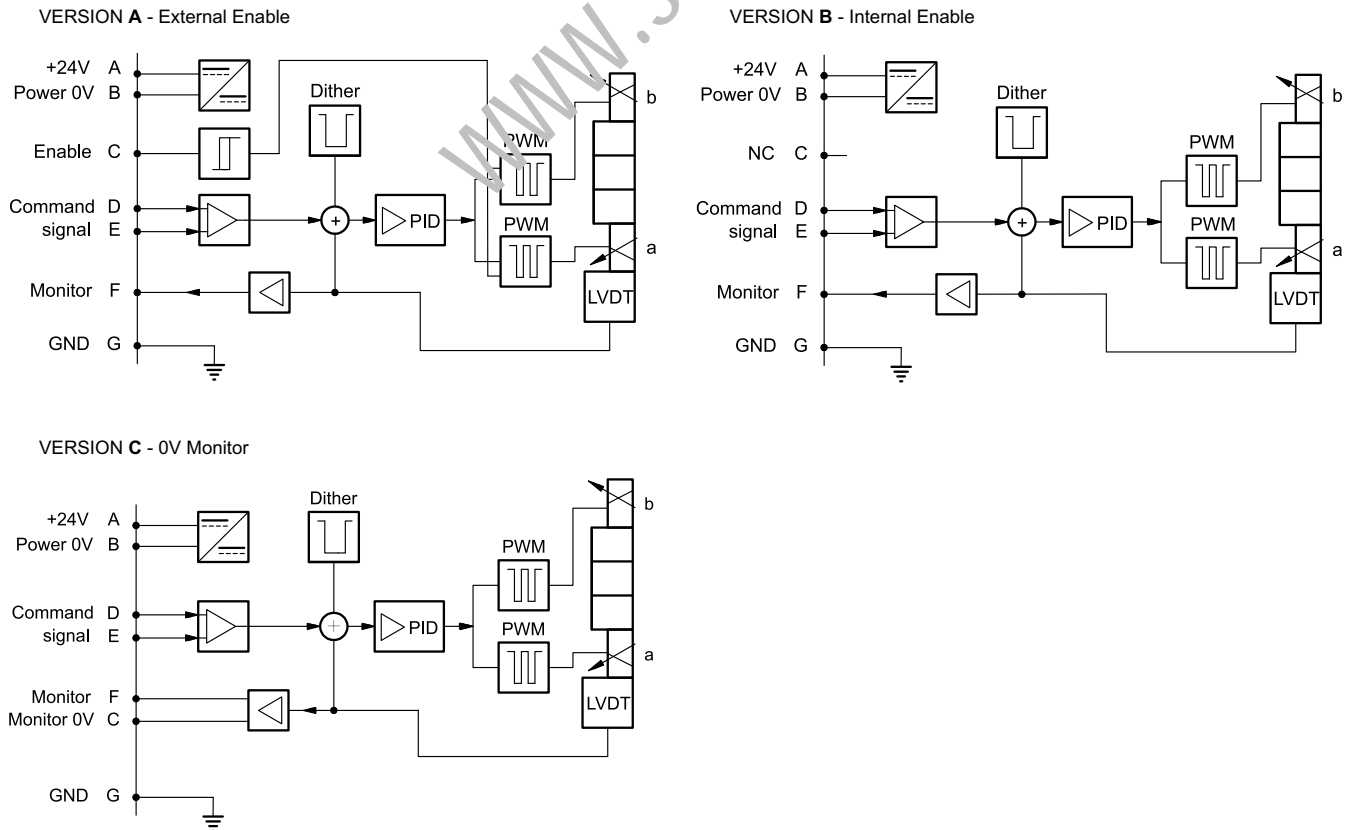 VERSION A - External Enable
+24V A
Power 0V B
Enable C
Command D
signal E
Monitor F
GND G
Dither
PID
PWM
PWM
b
a
LVDT
VERSION B - Internal Enable
+24V A
Power 0V B
NC C
Command D
signal E
Monitor F
GND G
Dither
PID
PWM
PWM
b
a
LVDT
VERSION C - 0V Monitor
+24V A
Power 0V B
Command D
signal E
Monitor F
Monitor 0V C
GND G
Dither
PID
PWM
PWM
b
a
LVDT
www.